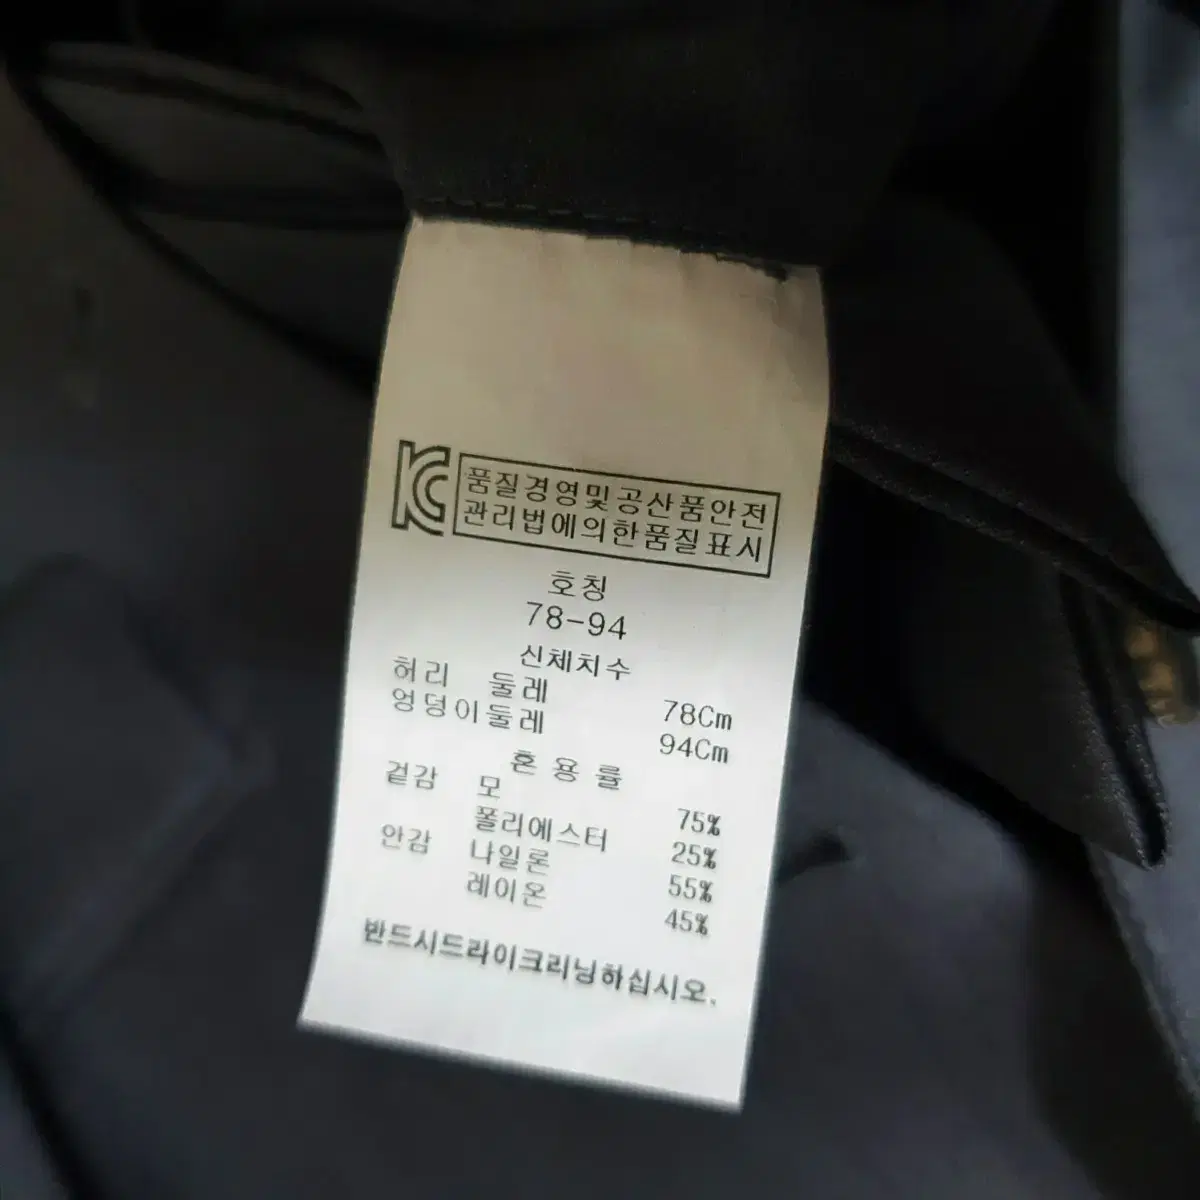 KC 품질경영및공산품안전
관리법에의한품질표시
호칭
78-94
신체치수
허리 둘레 78Cm
엉덩이둘레 94Cm
혼용률
겉감 모 75%
폴리에스터 25%
안감 나일론 55%
레이온 45%
반드시드라이크리닝하십시오.